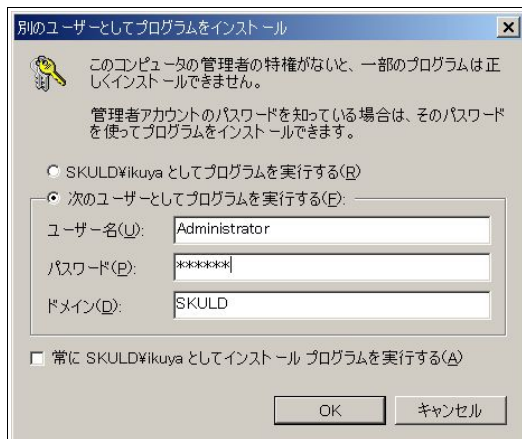 別のユーザーとしてプログラムをインストール
このコンピュータの管理者の特権がないと、一部のプログラムは正
しくインストールできません。
管理者アカウントのパスワードを知っている場合は、そのパスワード
を使ってプログラムをインストールできます。
SKULD¥ikuya としてプログラムを実行する(R)
次のユーザーとしてプログラムを実行する(F):
ユーザー名(U): Administrator
パスワード(P): ******
ドメイン(D): SKULD
常に SKULD¥ikuya としてインストール プログラムを実行する(A)
OK キャンセル